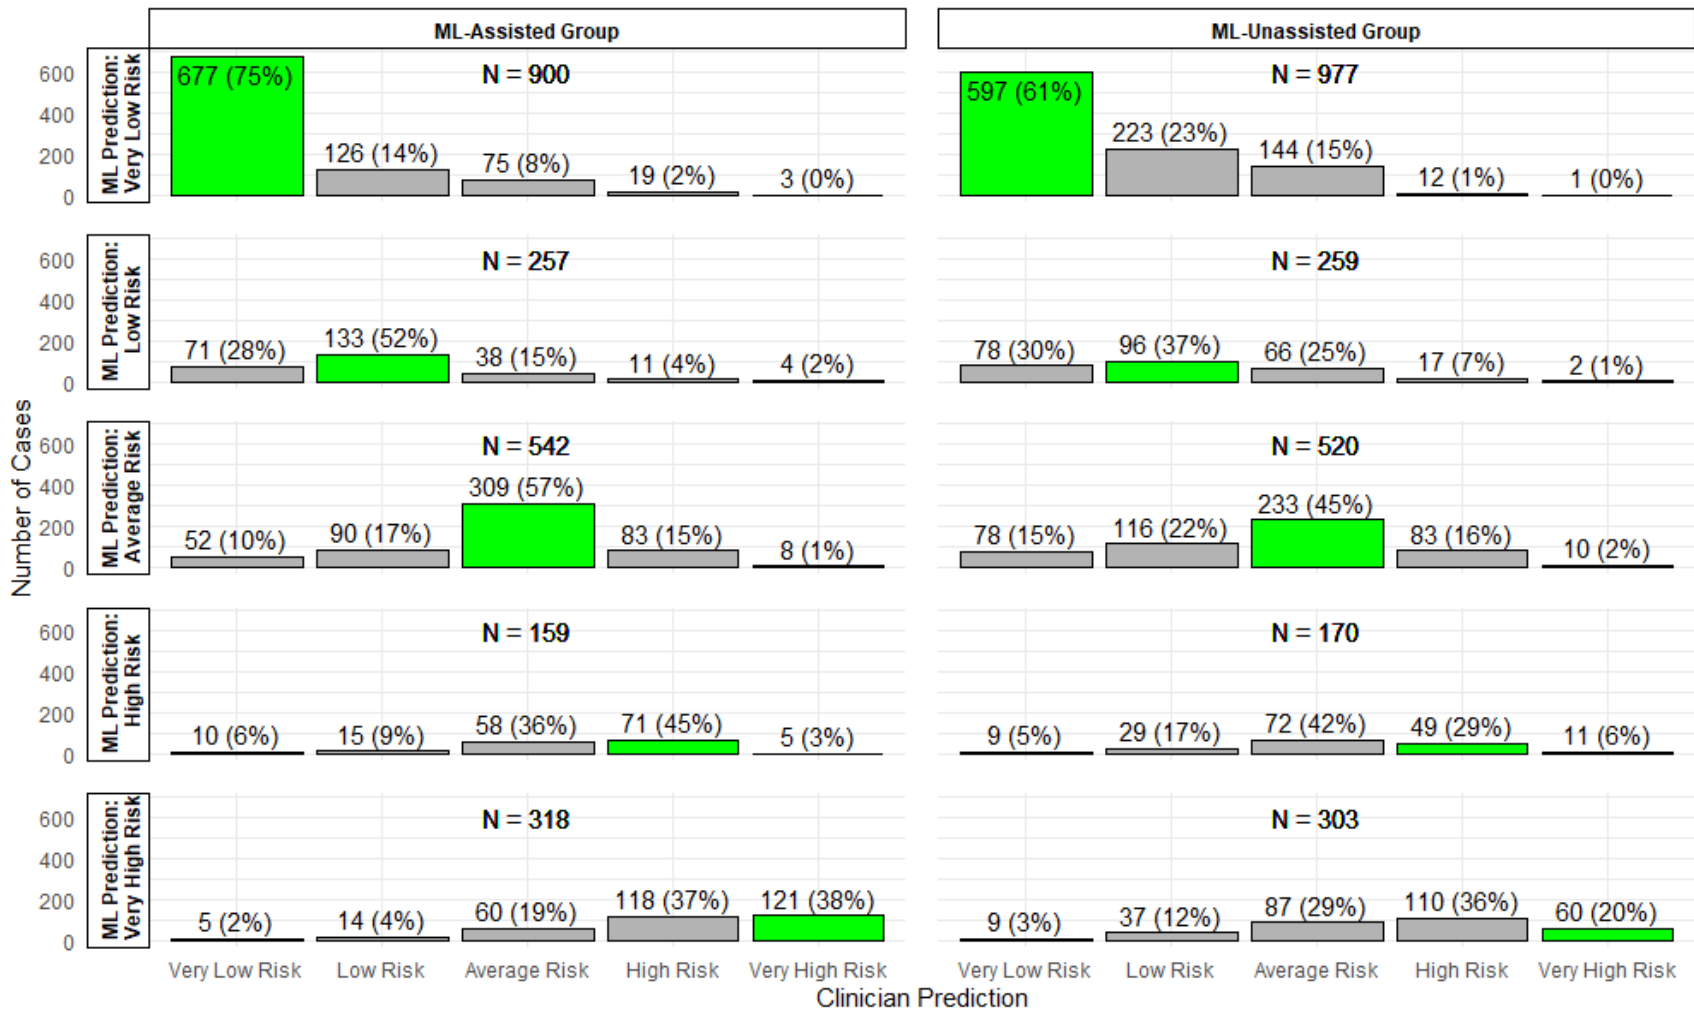 ML-Assisted Group
ML-Unassisted Group
Number of Cases
ML Prediction:
Very Low Risk
600
400
200
0
677 (75%)
N = 900
126 (14%)
75 (8%)
19 (2%)
3 (0%)
597 (61%)
N = 977
223 (23%)
144 (15%)
12 (1%)
1 (0%)
ML Prediction:
Low Risk
600
400
200
0
N = 257
71 (28%)
133 (52%)
38 (15%)
11 (4%)
4 (2%)
N = 259
78 (30%)
96 (37%)
66 (25%)
17 (7%)
2 (1%)
ML Prediction:
Average Risk
600
400
200
0
N = 542
52 (10%)
90 (17%)
309 (57%)
83 (15%)
8 (1%)
N = 520
78 (15%)
116 (22%)
233 (45%)
83 (16%)
10 (2%)
ML Prediction:
High Risk
600
400
200
0
N = 159
10 (6%)
15 (9%)
58 (36%)
71 (45%)
5 (3%)
N = 170
9 (5%)
29 (17%)
72 (42%)
49 (29%)
11 (6%)
ML Prediction:
Very High Risk
600
400
200
0
N = 318
5 (2%)
14 (4%)
60 (19%)
118 (37%)
121 (38%)
N = 303
9 (3%)
37 (12%)
87 (29%)
110 (36%)
60 (20%)
Very Low Risk
Low Risk
Average Risk
High Risk
Very High Risk
Very Low Risk
Low Risk
Average Risk
High Risk
Very High Risk
Clinician Prediction